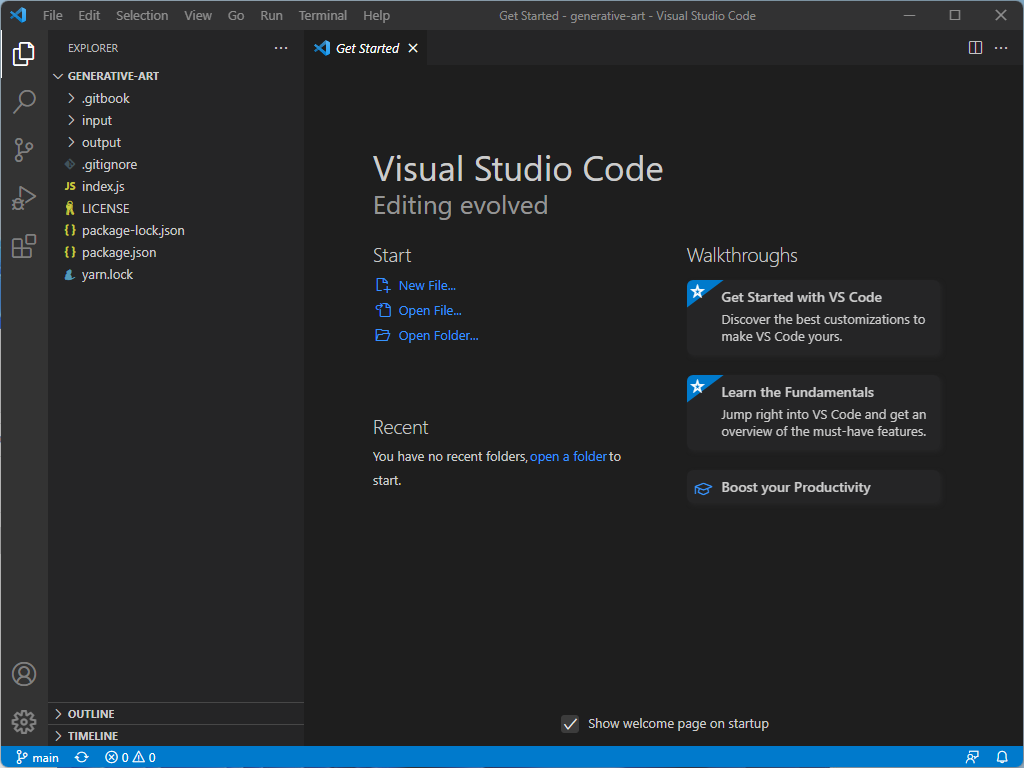 File Edit Selection View Go Run Terminal Help Get Started - generative-art - Visual Studio Code
EXPLORER
Get Started
GENERATIVE-ART
.gitbook
input
output
.gitignore
JS index.js
LICENSE
{} package-lock.json
{} package.json
yarn.lock
OUTLINE
TIMELINE
Visual Studio Code
Editing evolved
Start
New File...
Open File...
Open Folder...
Recent
You have no recent folders, open a folder to
start.
Walkthroughs
Get Started with VS Code
Discover the best customizations to
make VS Code yours.
Learn the Fundamentals
Jump right into VS Code and get an
overview of the must-have features.
Boost your Productivity
Show welcome page on startup
main 0 0